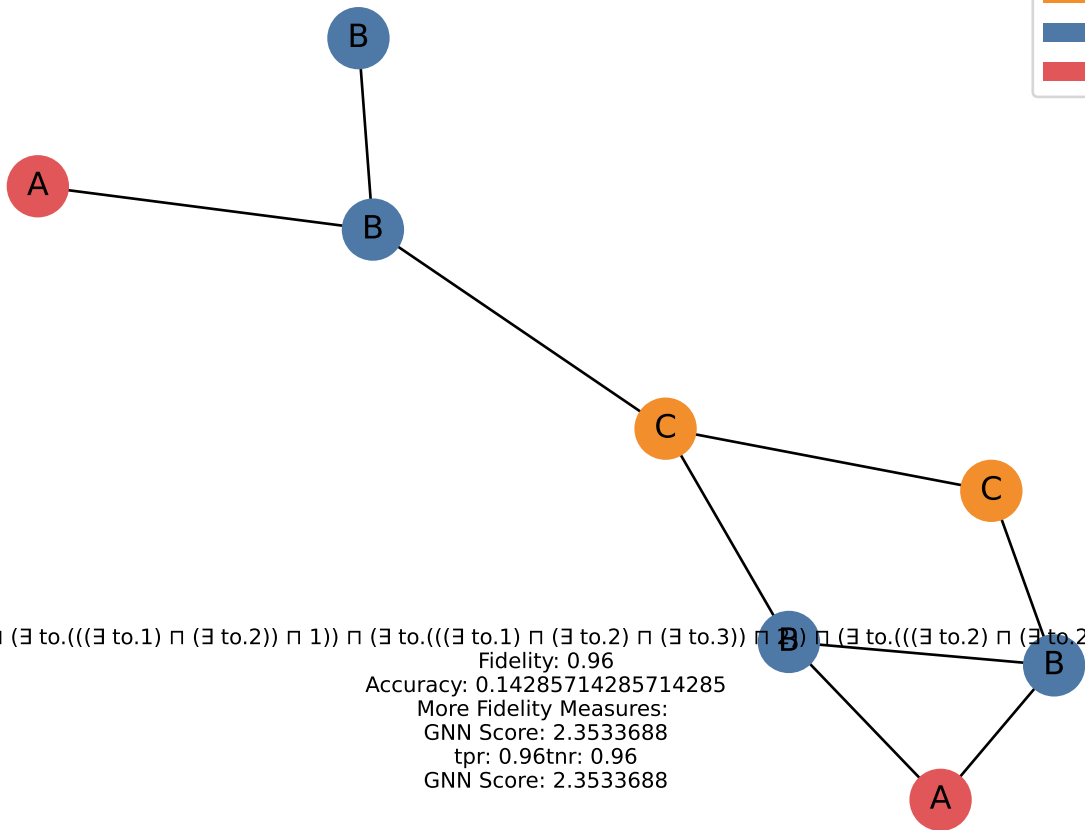 B
A
B
C
C
(∃ to.(((∃ to.1) ⊓ (∃ to.2)) ⊓ 1)) ⊓ (∃ to.(((∃ to.1) ⊓ (∃ to.2) ⊓ (∃ to.3)) ⊓ 2)) ⊓ (∃ to.(((∃ to.2) ⊓ (∃ to.2
B
B
Fidelity: 0.96
Accuracy: 0.14285714285714285
More Fidelity Measures:
GNN Score: 2.3533688
tpr: 0.96tnr: 0.96
GNN Score: 2.3533688
A